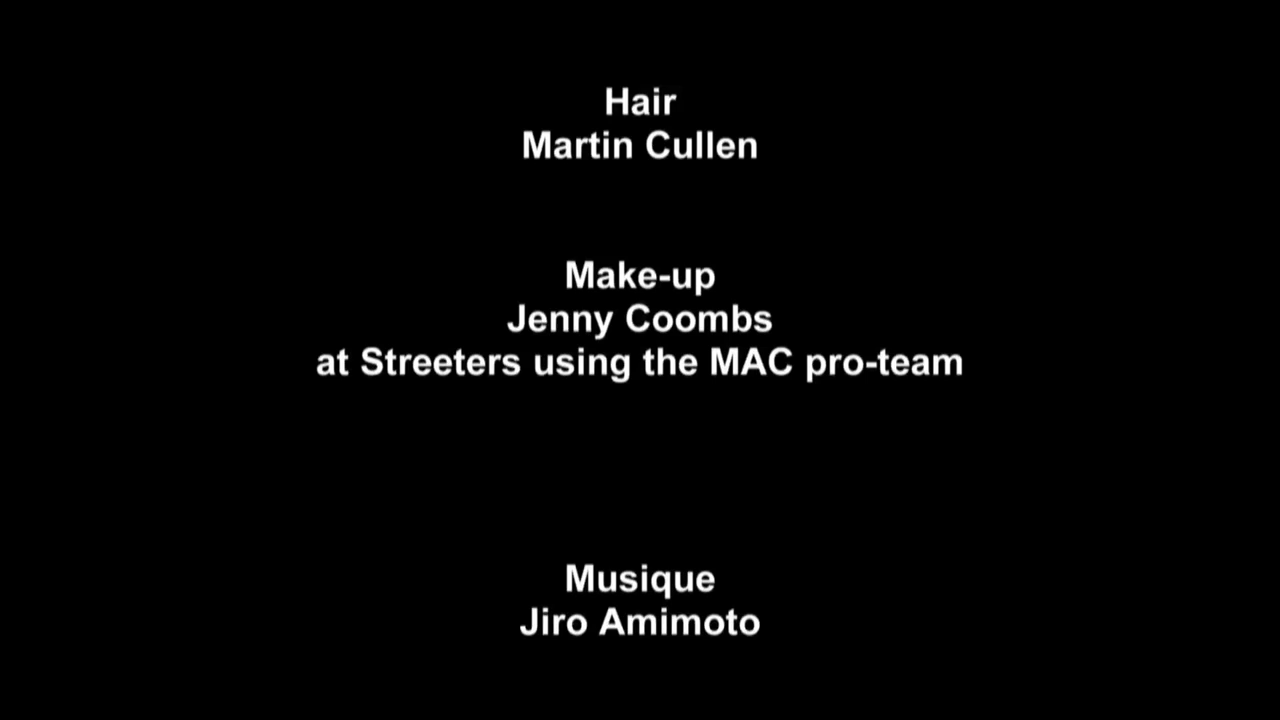 Hair
Martin Cullen
Make-up
Jenny Coombs
at Streeters using the MAC pro-team
Musique
Jiro Amimoto